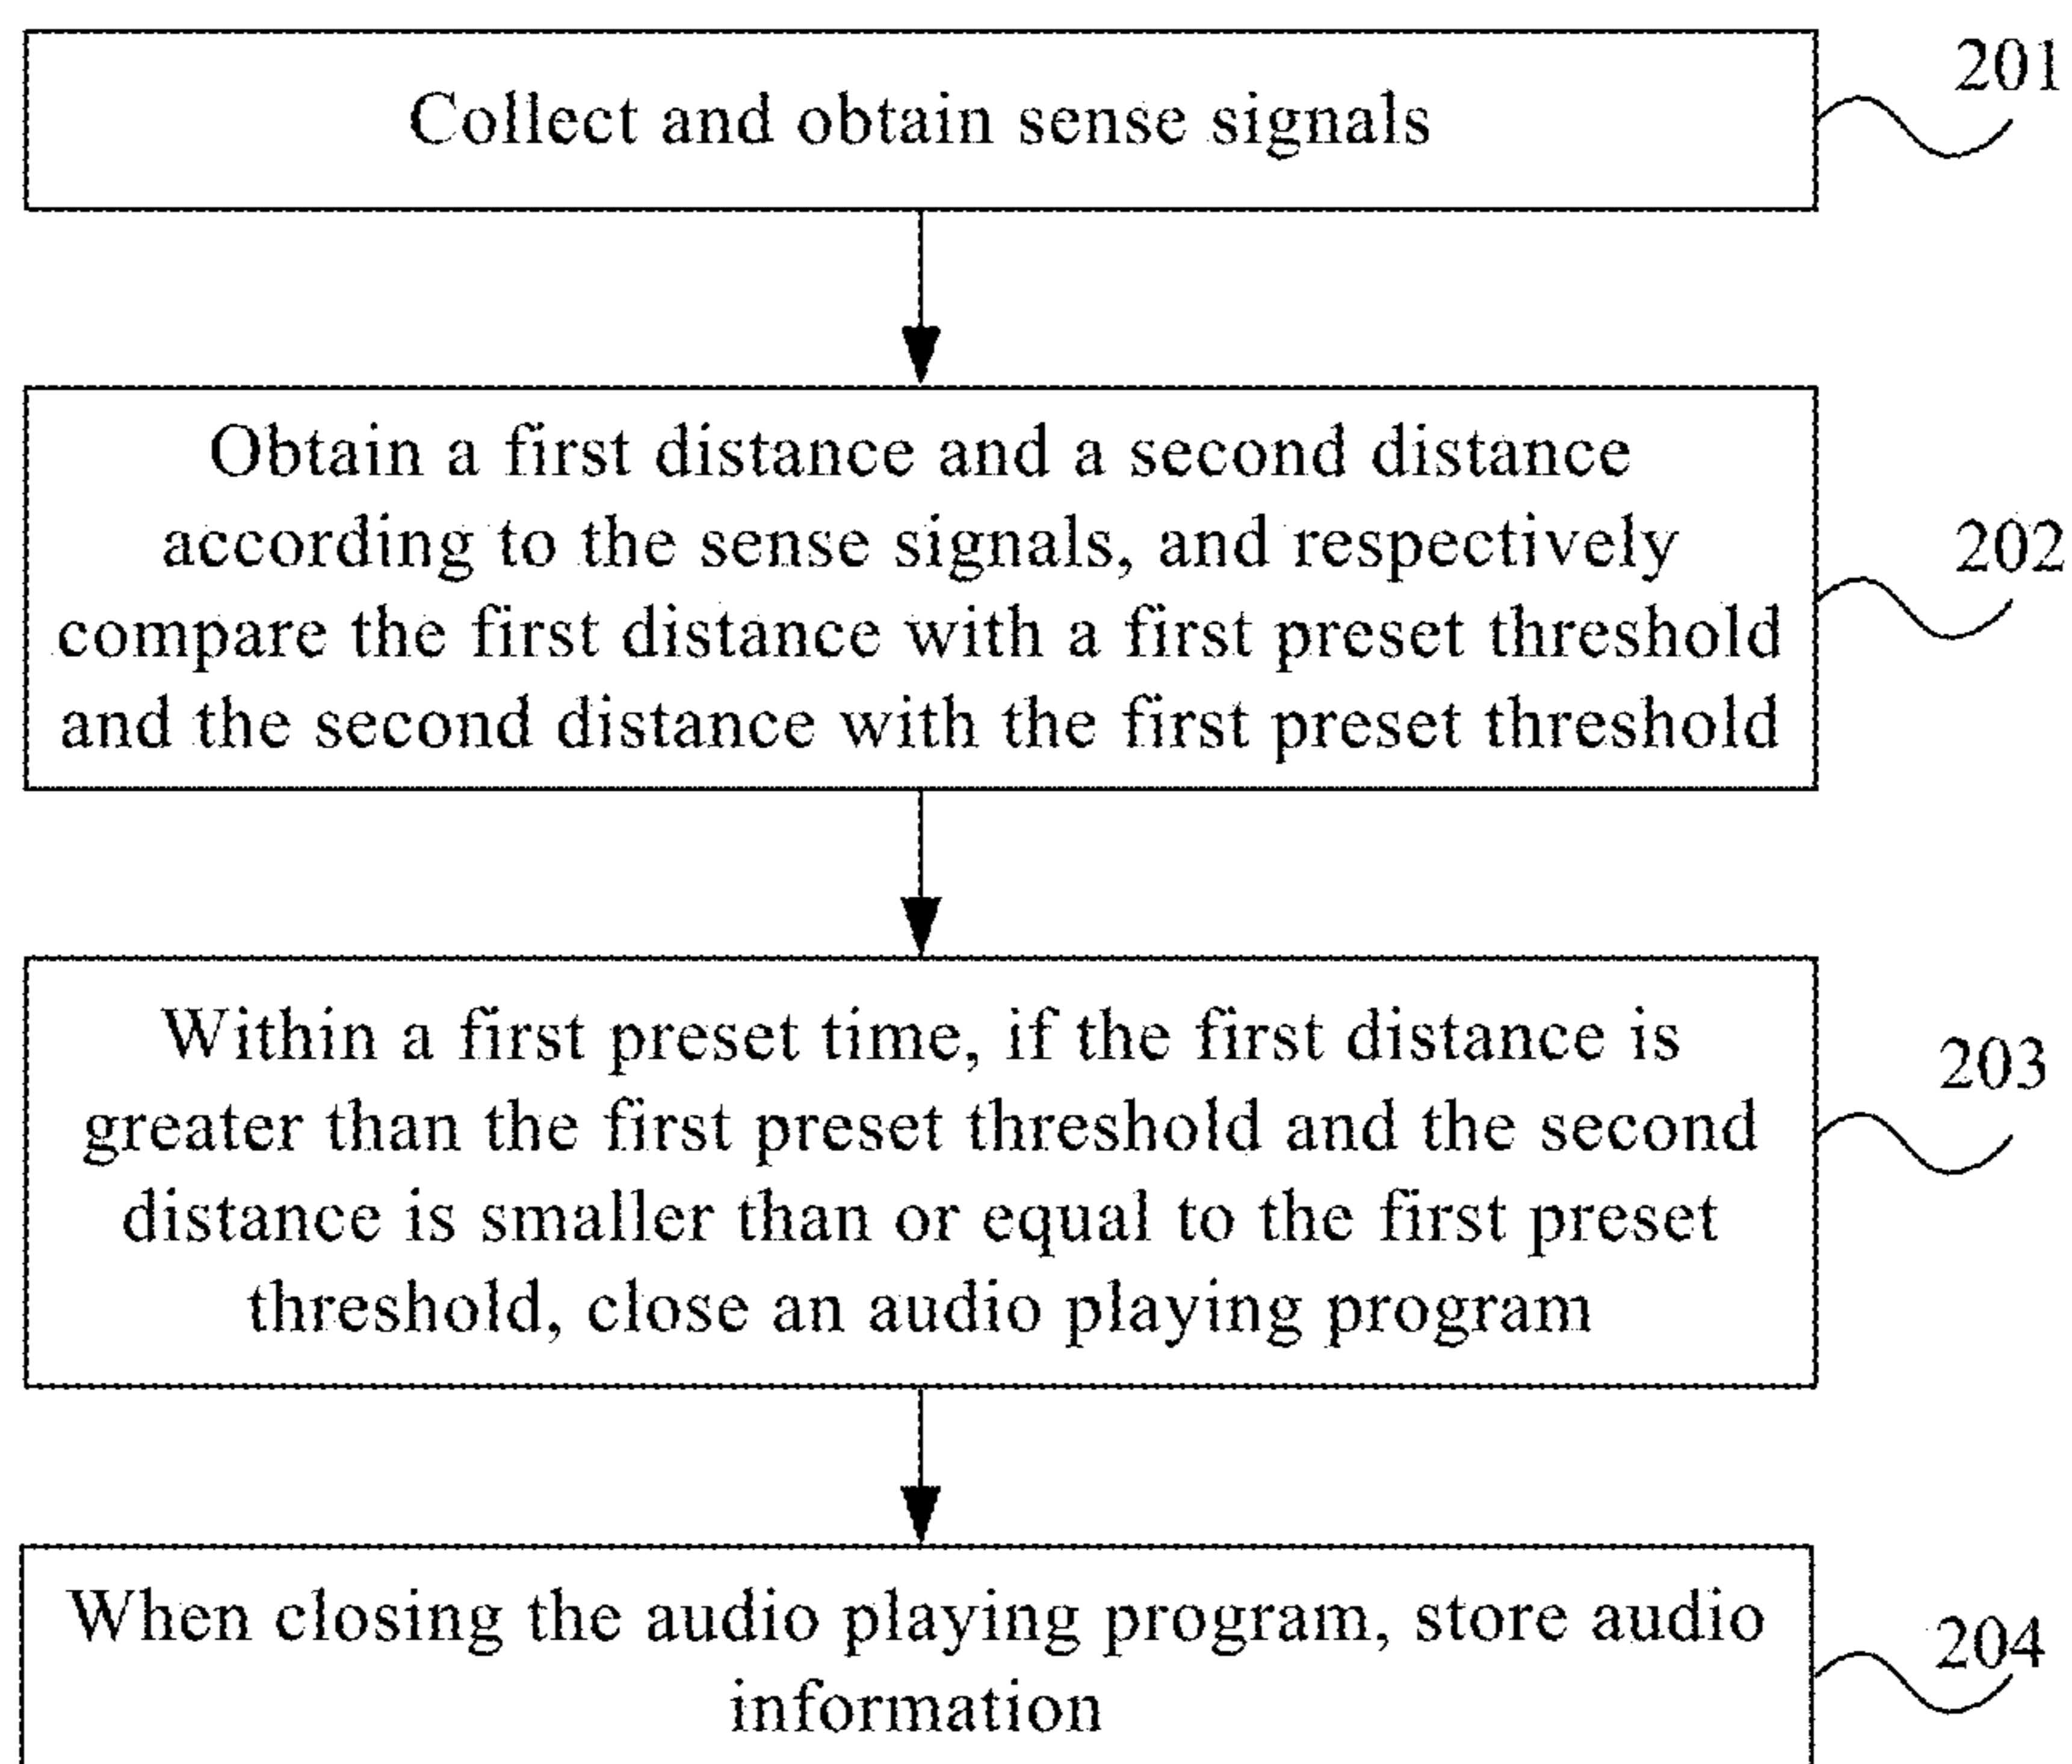 201
Collect and obtain sense signals
Obtain a first distance and a second distance
according to the sense signals, and respectively
compare the first distance with a first preset threshold
and the second distance with the first preset threshold
202
Within a first preset time, if the first distance is
greater than the first preset threshold and the second
distance is smaller than or equal to the first preset
threshold, close an audio playing program
203
When closing the audio playing program, store audio
information
204